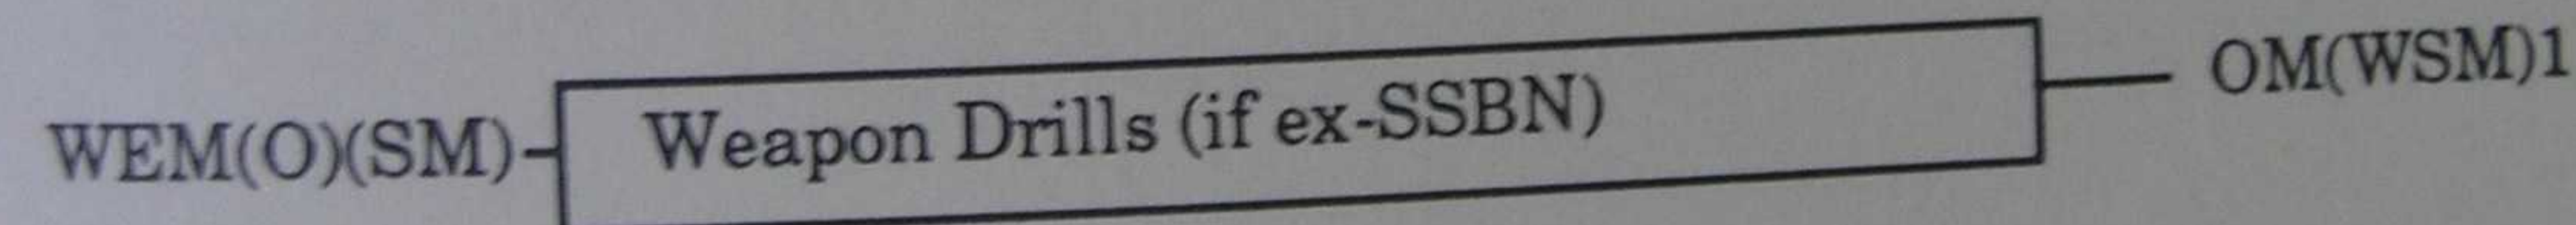 WEM(O)(SM) Weapon Drills (if ex-SSBN) OM(WSM)1